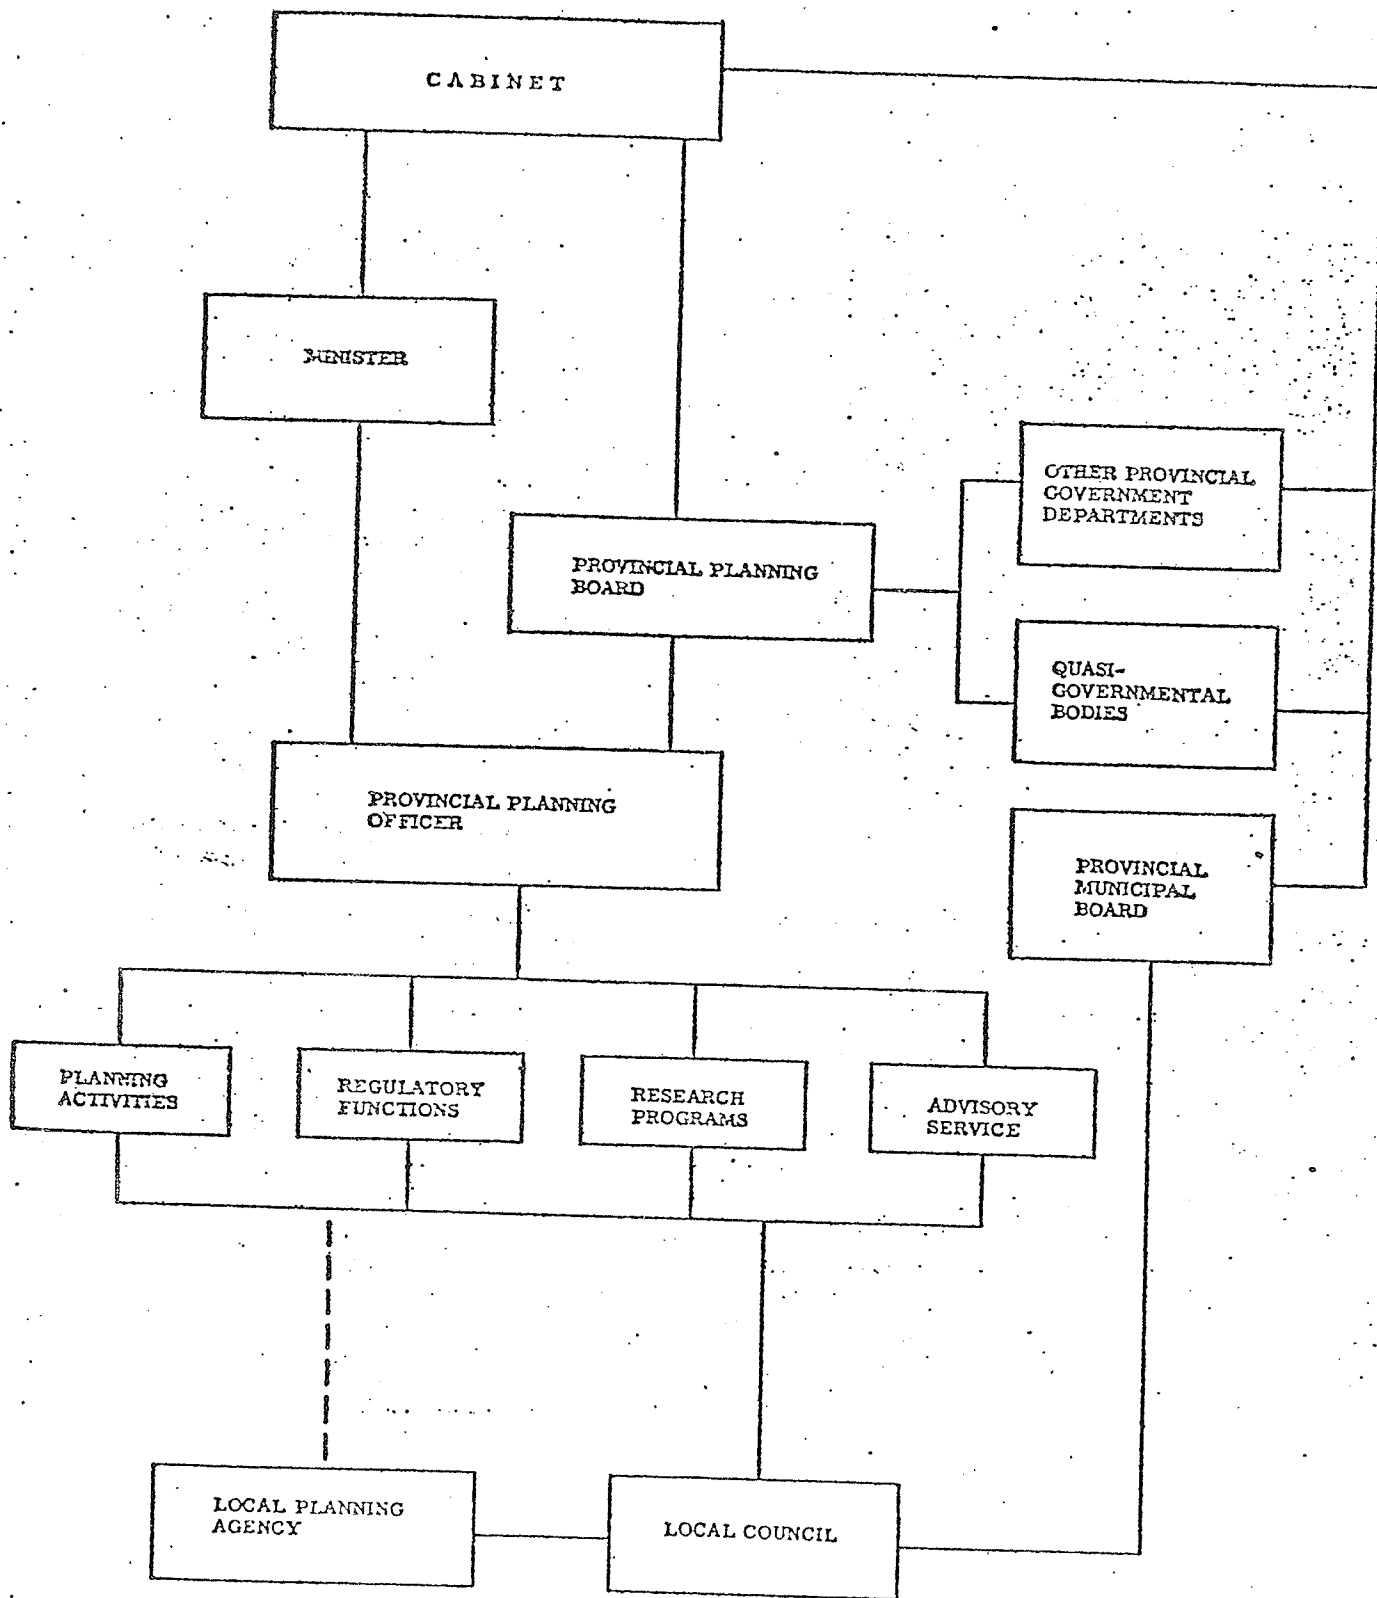 CABINET
MINISTER
OTHER PROVINCIAL
GOVERNMENT
DEPARTMENTS
PROVINCIAL PLANNING
BOARD
QUASI-
GOVERNMENTAL
BODIES
PROVINCIAL PLANNING
OFFICER
PROVINCIAL
MUNICIPAL
BOARD
PLANNING
ACTIVITIES
REGULATORY
FUNCTIONS
RESEARCH
PROGRAMS
ADVISORY
SERVICE
LOCAL PLANNING
AGENCY
LOCAL COUNCIL